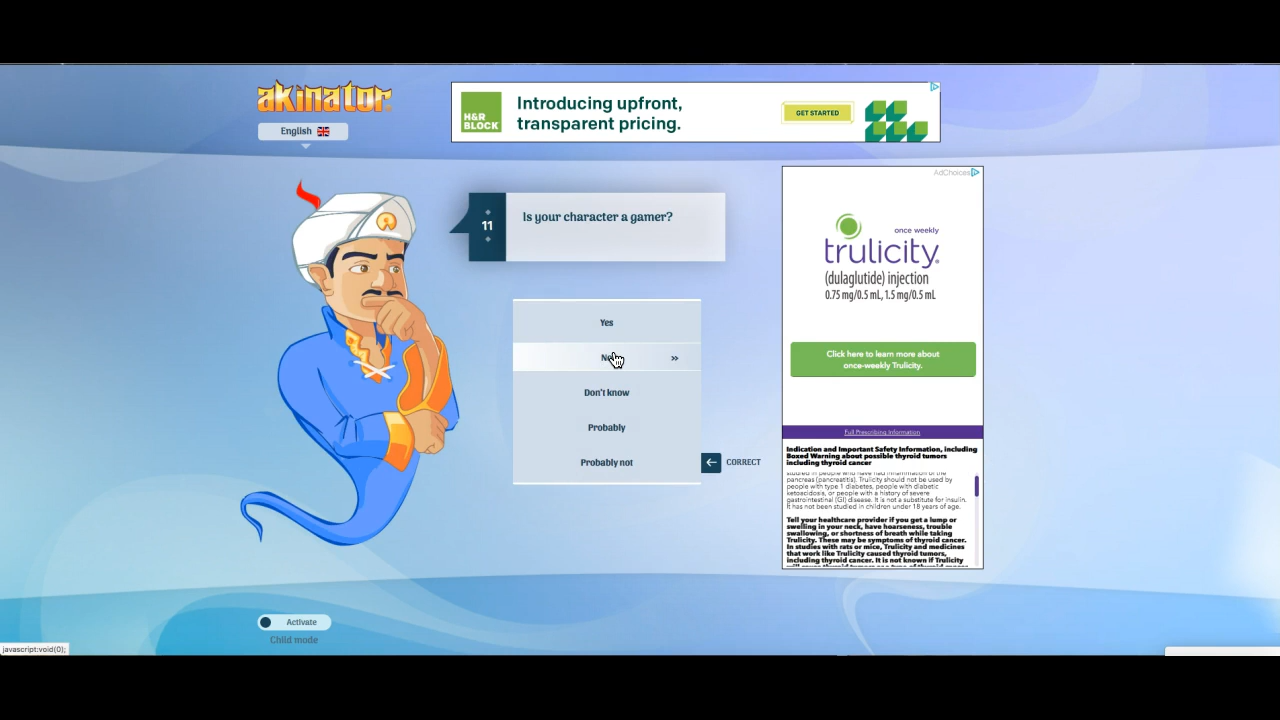 akinator
English
H&R
BLOCK
Introducing upfront,
transparent pricing.
GET STARTED
AdChoices
11
Is your character a gamer?
once weekly
trulicity
(dulaglutide) injection
0.75 mg/0.5 mL, 1.5 mg/0.5 mL
Yes
Don't know
Probably
Probably not
CORRECT
Click here to learn more about
once-weekly Trulicity.
Full Prescribing Information
Indication and Important Safety Information, including
Boxed Warning about possible thyroid tumors
including thyroid cancer
studied in people who have had inflammation of the
pancreas (pancreatitis). Trulicity should not be used by
people with type 1 diabetes, people with diabetic
ketoacidosis, or people with a history of severe
gastrointestinal (GI) disease. It is not a substitute for insulin.
It has not been studied in children under 18 years of age.
Tell your healthcare provider if you get a lump or
swelling in your neck, have hoarseness, trouble
swallowing, or shortness of breath while taking
Trulicity. These may be symptoms of thyroid cancer.
In studies with rats or mice, Trulicity and medicines
that work like Trulicity caused thyroid tumors,
including thyroid cancer. It is not known if Trulicity
Activate
Child mode
javascript:void(0);